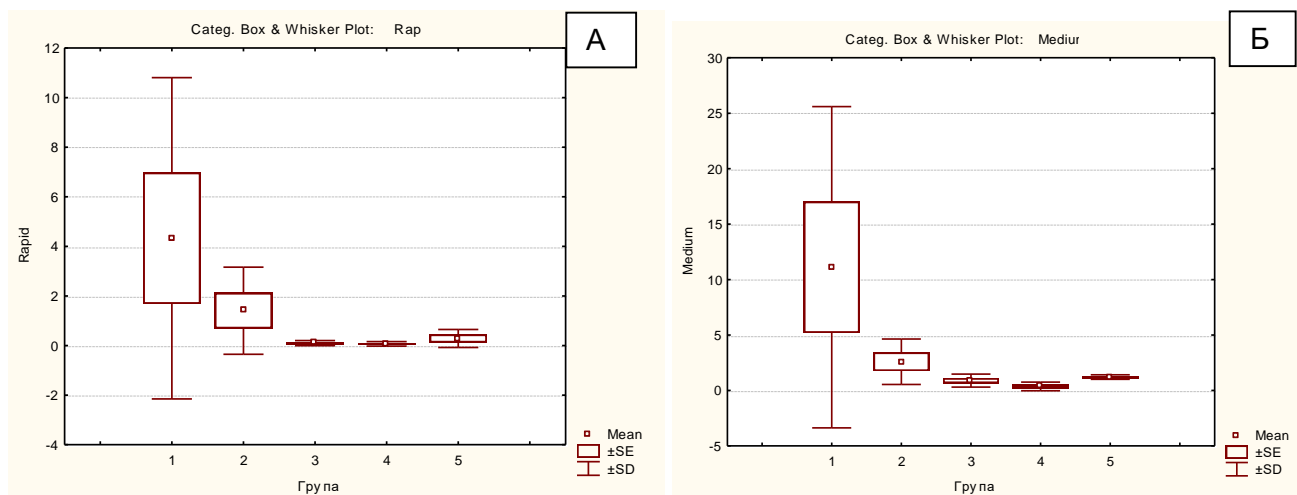 Categ. Box & Whisker Plot: Rap
А
12
10
8
6
4
2
0
-2
-4
Rapid
1 2 3 4 5
Група
Mean
±SE
±SD
Categ. Box & Whisker Plot: Mediur
Б
30
25
20
15
10
5
0
-5
Medium
1 2 3 4 5
Група
Mean
±SE
±SD